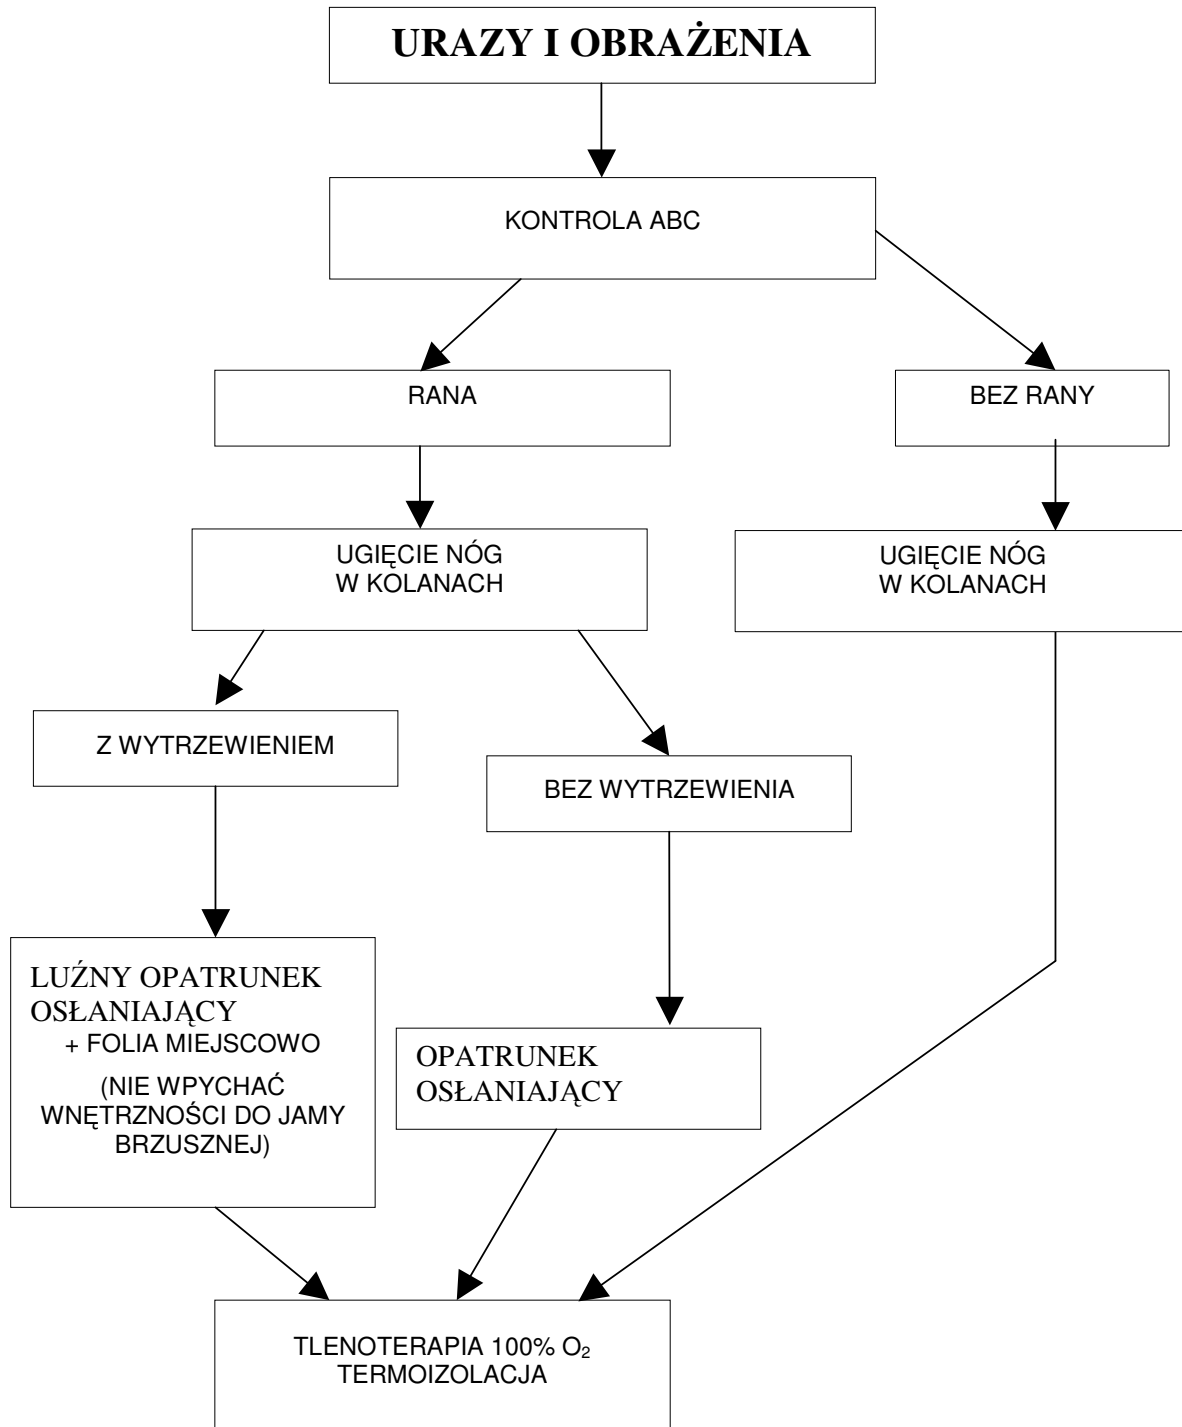 URAZY I OBRAŻENIA
KONTROLA ABC
RANA
BEZ RANY
UGIĘCIE NÓG
W KOLANACH
UGIĘCIE NÓG
W KOLANACH
Z WYTRZEWIENIEM
BEZ WYTRZEWIENIA
LUŹNY OPATRUNEK
OSŁANIAJĄCY
+ FOLIA MIEJSCOWO
(NIE WPYCHAĆ
WNĘTRZNOŚCI DO JAMY
BRZUSZNEJ)
OPATRUNEK
OSŁANIAJĄCY
TLENOTERAPIA 100% O₂
TERMOIZOLACJA